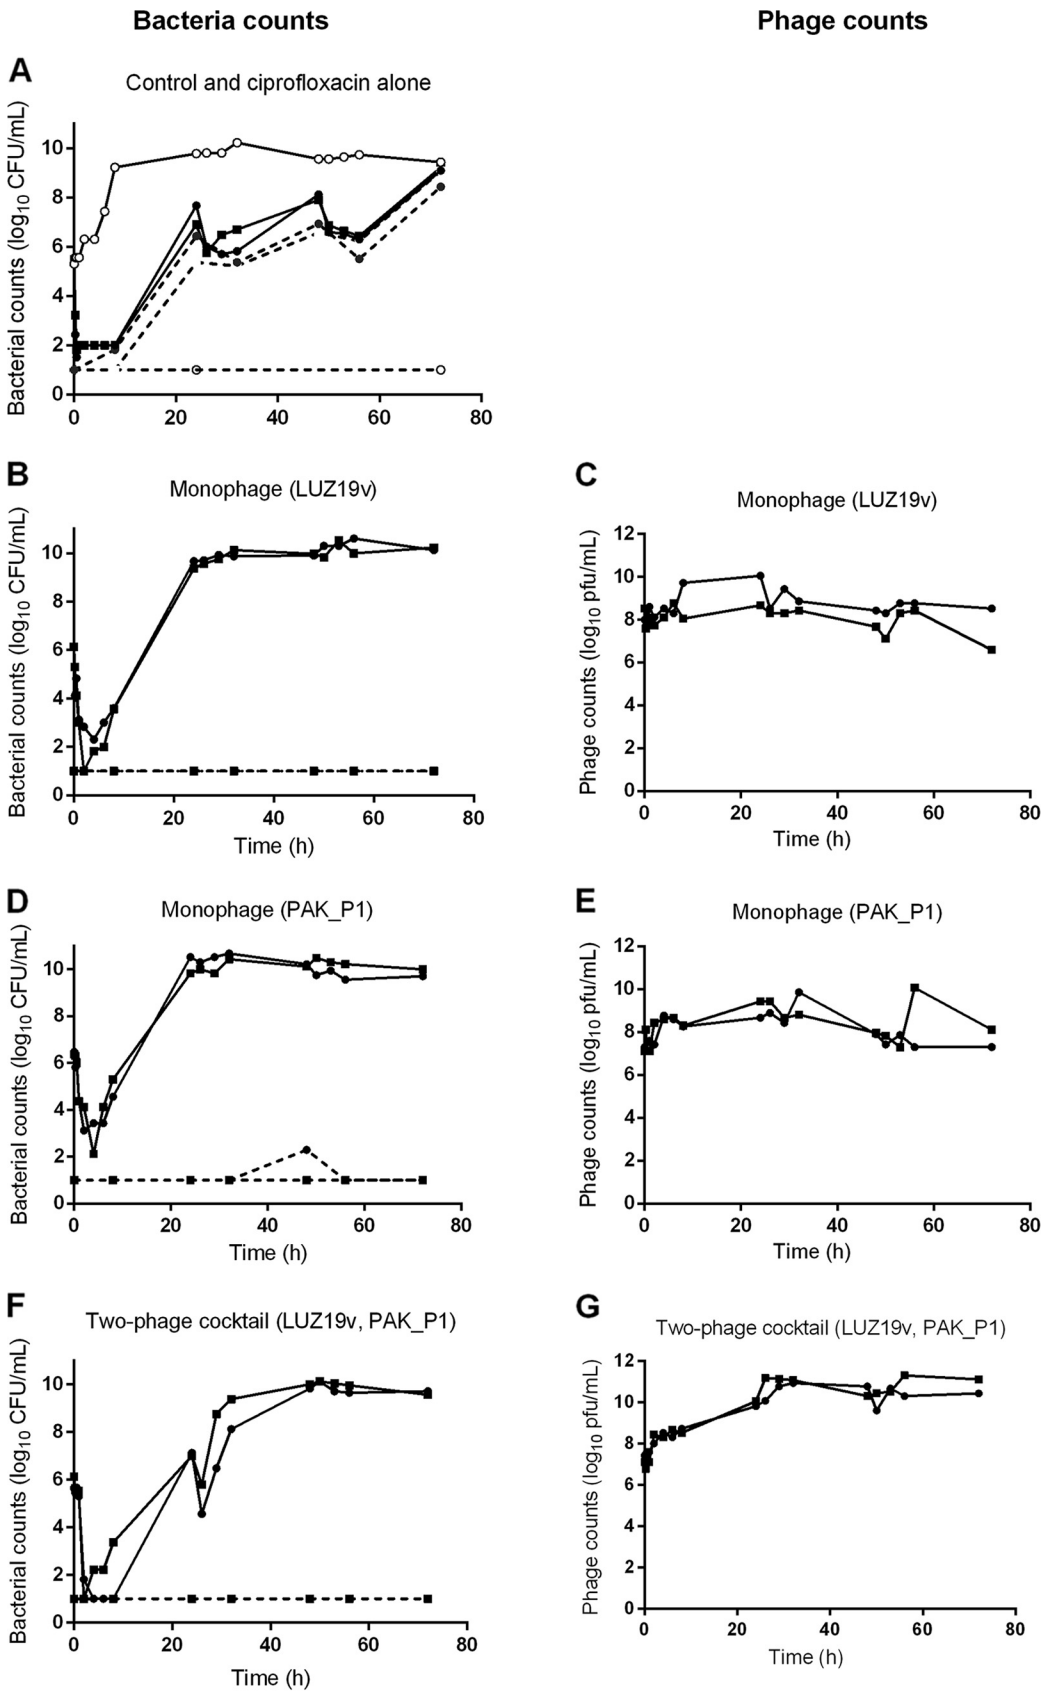 Bacteria counts
Phage counts
A
Control and ciprofloxacin alone
Bacterial counts (log10 CFU/mL)
10
8
6
4
2
0
0 20 40 60 80
B
Monophage (LUZ19v)
Bacterial counts (log10 CFU/mL)
10
8
6
4
2
0
0 20 40 60 80
Time (h)
C
Monophage (LUZ19v)
Phage counts (log10 pfu/mL)
12
10
8
6
4
2
0
0 20 40 60 80
Time (h)
D
Monophage (PAK_P1)
Bacterial counts (log10 CFU/mL)
10
8
6
4
2
0
0 20 40 60 80
Time (h)
E
Monophage (PAK_P1)
Phage counts (log10 pfu/mL)
12
10
8
6
4
2
0
0 20 40 60 80
Time (h)
F
Two-phage cocktail (LUZ19v, PAK_P1)
Bacterial counts (log10 CFU/mL)
10
8
6
4
2
0
0 20 40 60 80
Time (h)
G
Two-phage cocktail (LUZ19v, PAK_P1)
Phage counts (log10 pfu/mL)
12
10
8
6
4
2
0
0 20 40 60 80
Time (h)